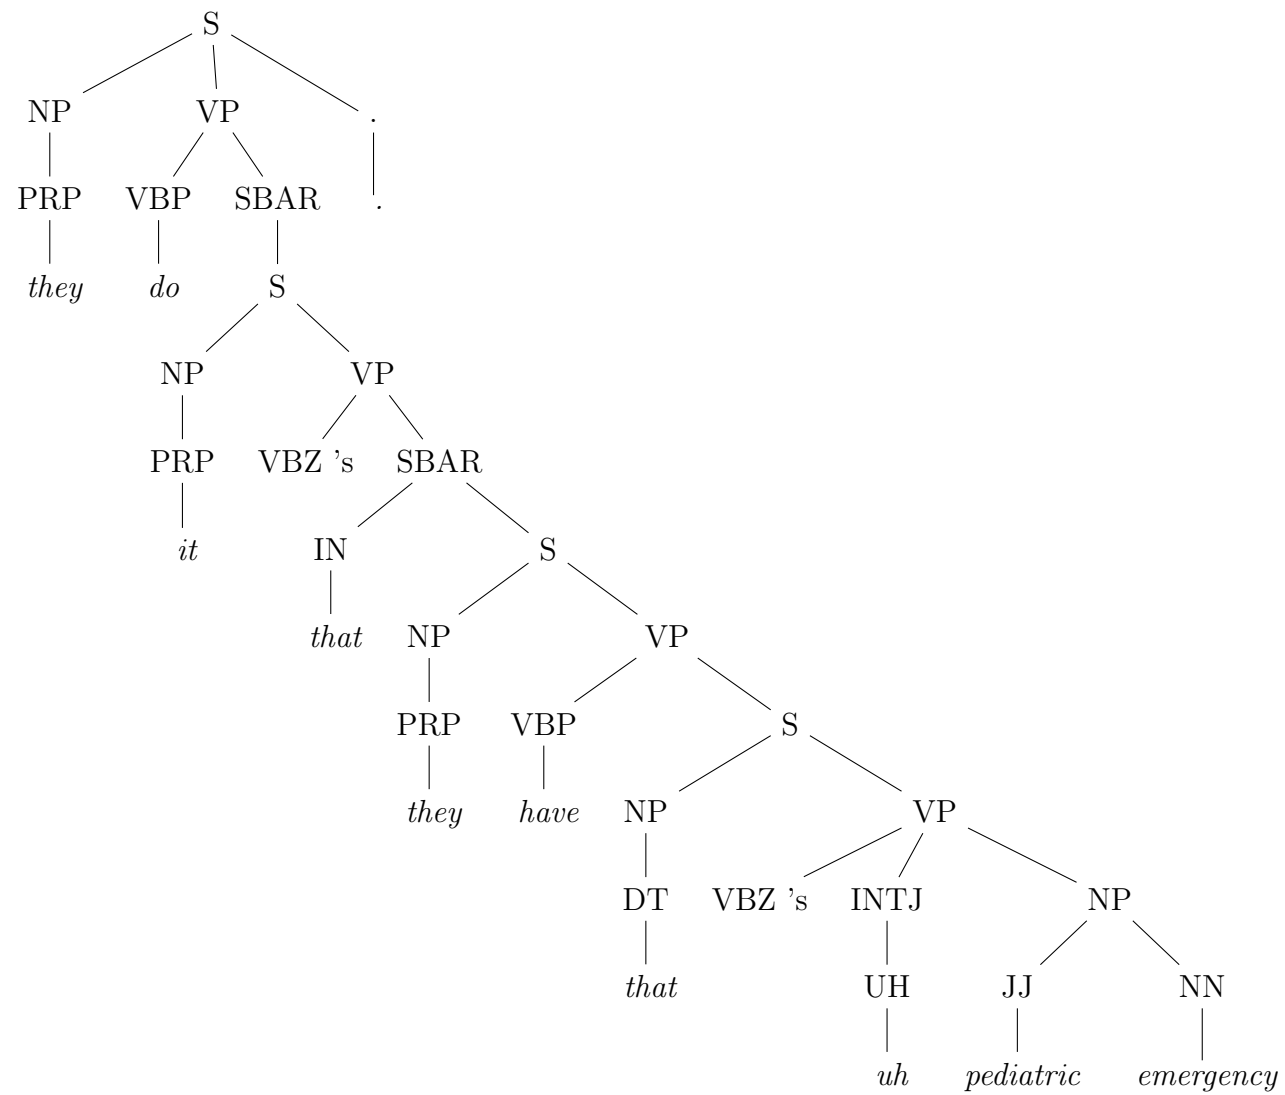 S
NP VP .
PRP VBP SBAR .
they do S
NP VP
PRP VBZ 's SBAR
it IN S
that NP VP
PRP VBP S
they have NP VP
DT VBZ 's INTJ NP
that UH JJ NN
uh pediatric emergency